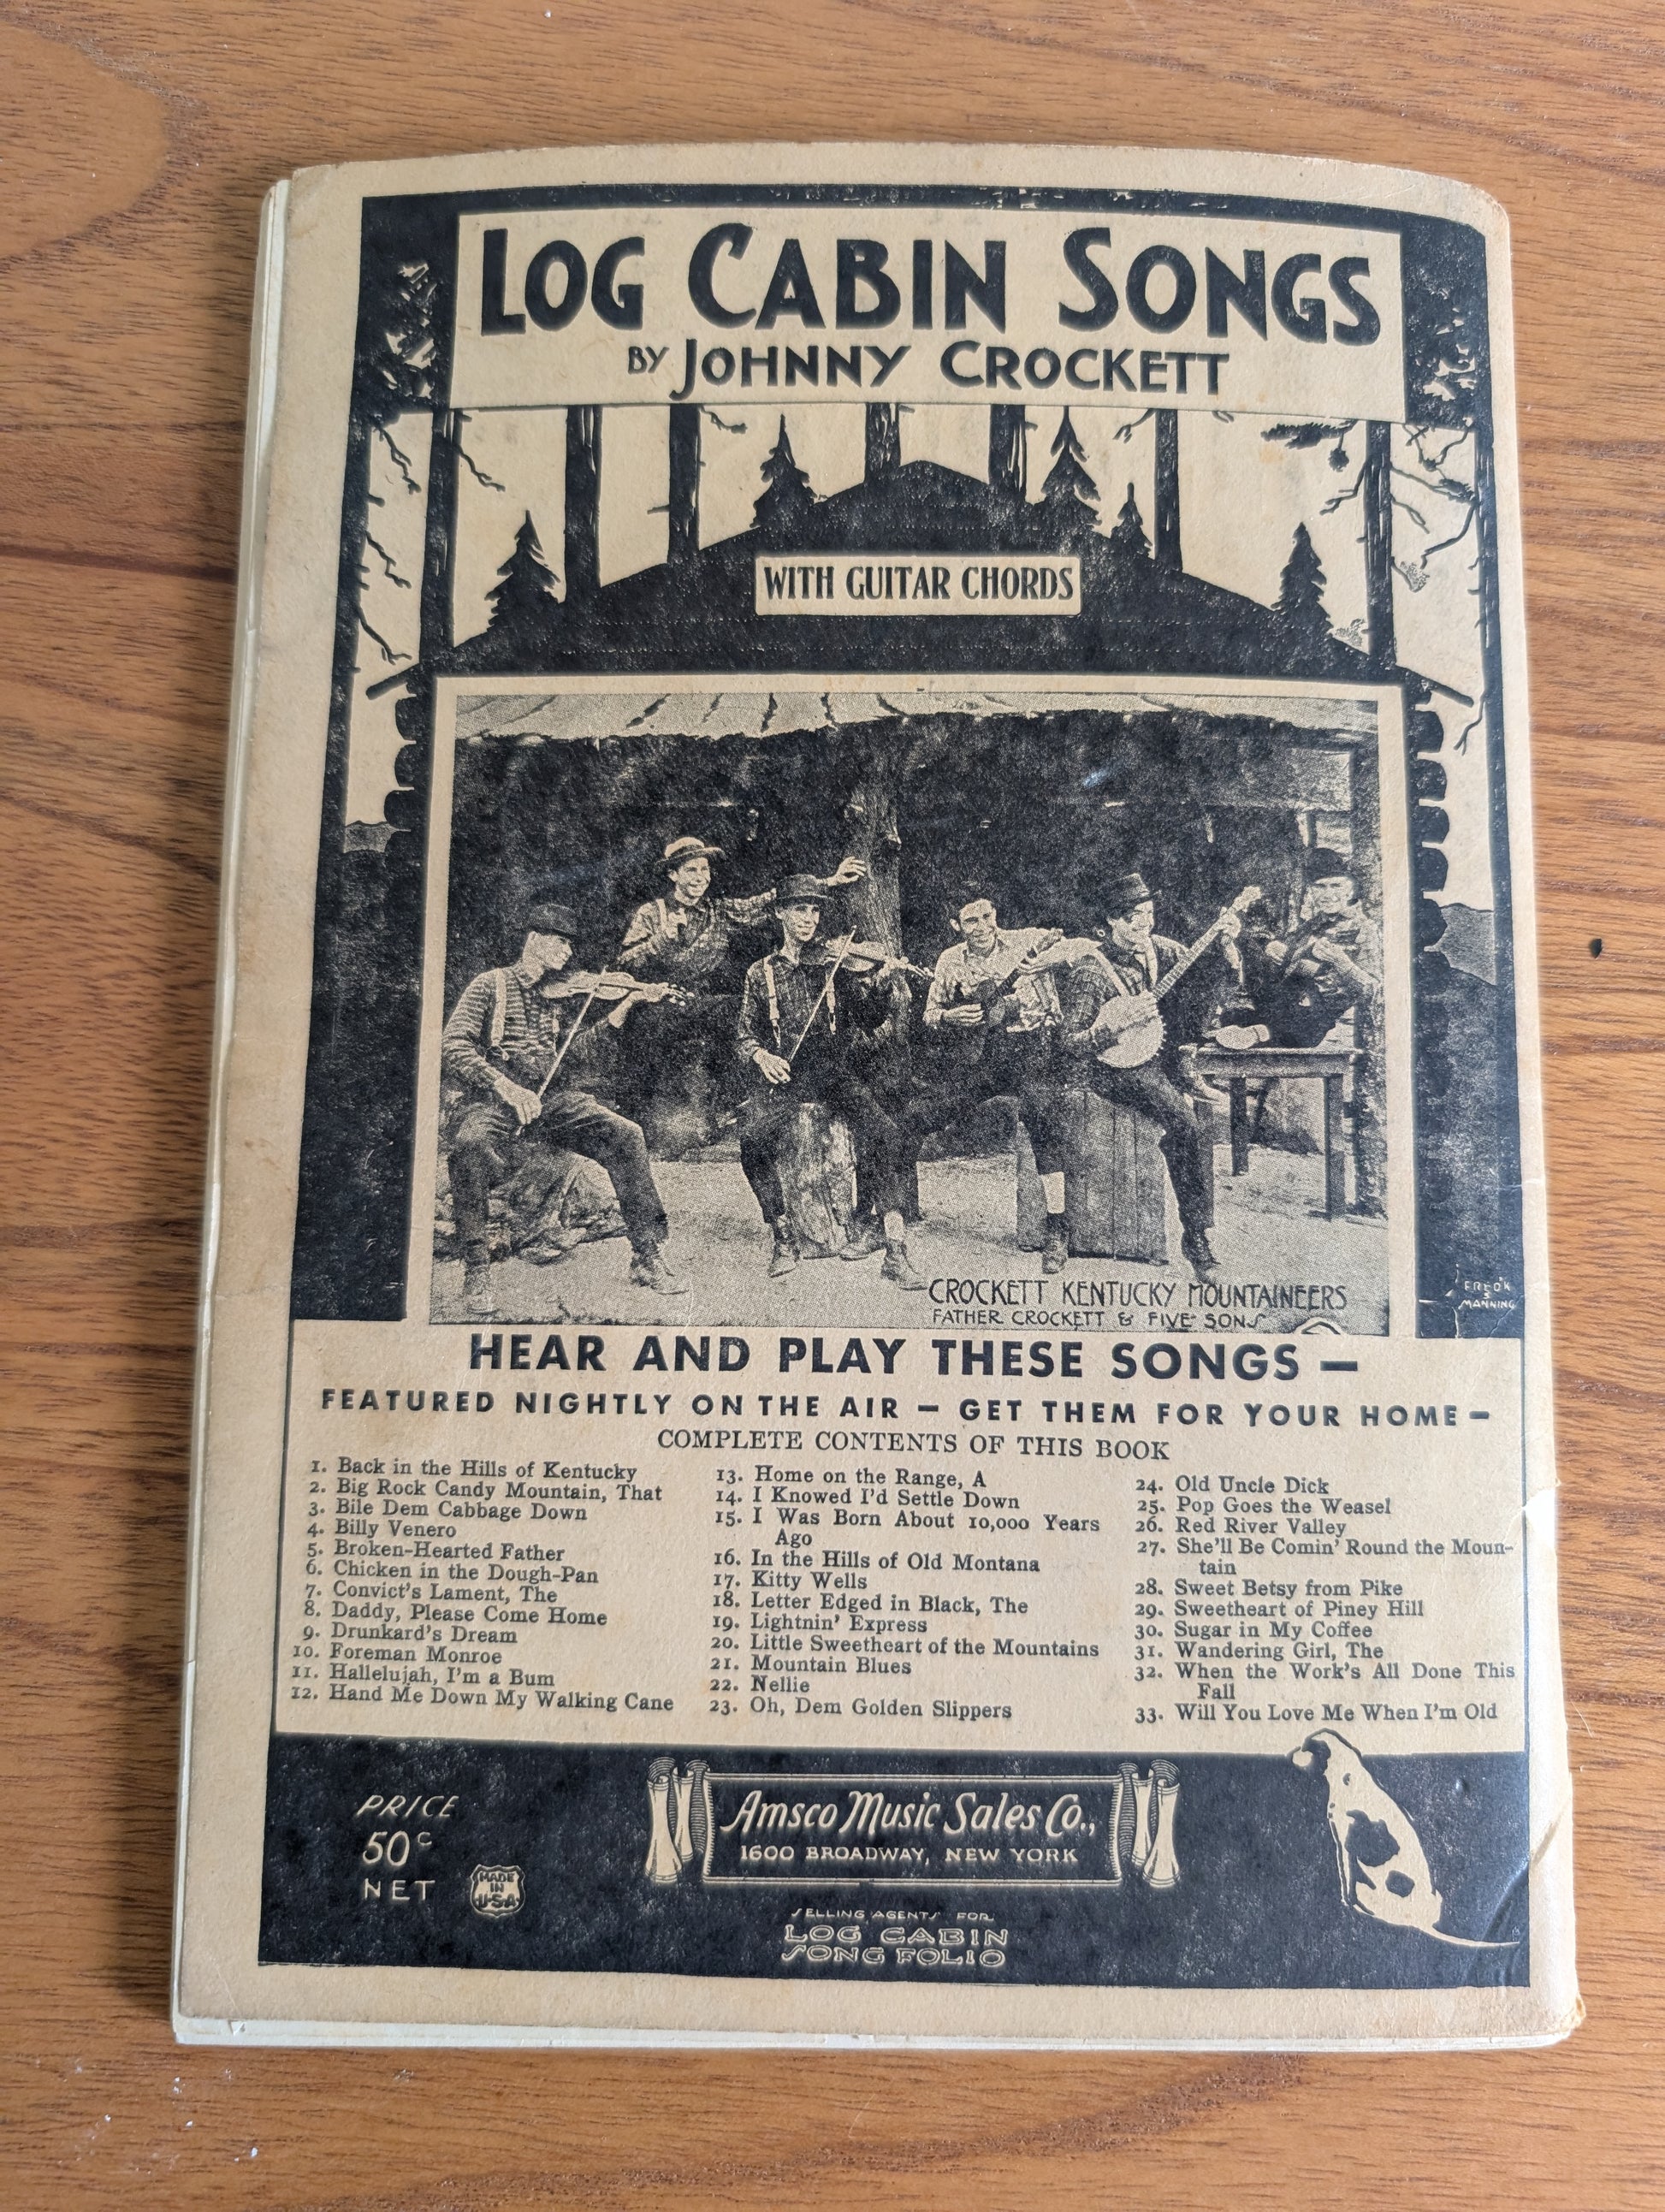 LOG CABIN SONGS
BY JOHNNY CROCKETT
WITH GUITAR CHORDS
CROCKETT KENTUCKY MOUNTAINEERS
FATHER CROCKETT & FIVE SONS
FRED'K
S
MANNING
HEAR AND PLAY THESE SONGS —
FEATURED NIGHTLY ON THE AIR — GET THEM FOR YOUR HOME —
COMPLETE CONTENTS OF THIS BOOK
1. Back in the Hills of Kentucky
2. Big Rock Candy Mountain, That
3. Bile Dem Cabbage Down
4. Billy Venero
5. Broken-Hearted Father
6. Chicken in the Dough-Pan
7. Convict's Lament, The
8. Daddy, Please Come Home
9. Drunkard's Dream
10. Foreman Monroe
11. Hallelujah, I'm a Bum
12. Hand Me Down My Walking Cane
13. Home on the Range, A
14. I Knowed I'd Settle Down
15. I Was Born About 10,000 Years
Ago
16. In the Hills of Old Montana
17. Kitty Wells
18. Letter Edged in Black, The
19. Lightnin' Express
20. Little Sweetheart of the Mountains
21. Mountain Blues
22. Nellie
23. Oh, Dem Golden Slippers
24. Old Uncle Dick
25. Pop Goes the Weasel
26. Red River Valley
27. She'll Be Comin' Round the Moun-
tain
28. Sweet Betsy from Pike
29. Sweetheart of Piney Hill
30. Sugar in My Coffee
31. Wandering Girl, The
32. When the Work's All Done This
Fall
33. Will You Love Me When I'm Old
PRICE
50c
NET
MADE
IN
U.S.A
Amsco Music Sales Co.,
1600 BROADWAY, NEW YORK
SELLING AGENTS FOR
LOG CABIN
SONG FOLIO